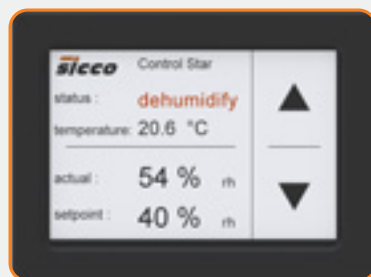 sicco Control Star
status : dehumidify
temperature: 20.6 °C
actual : 54 % rh
setpoint : 40 % rh